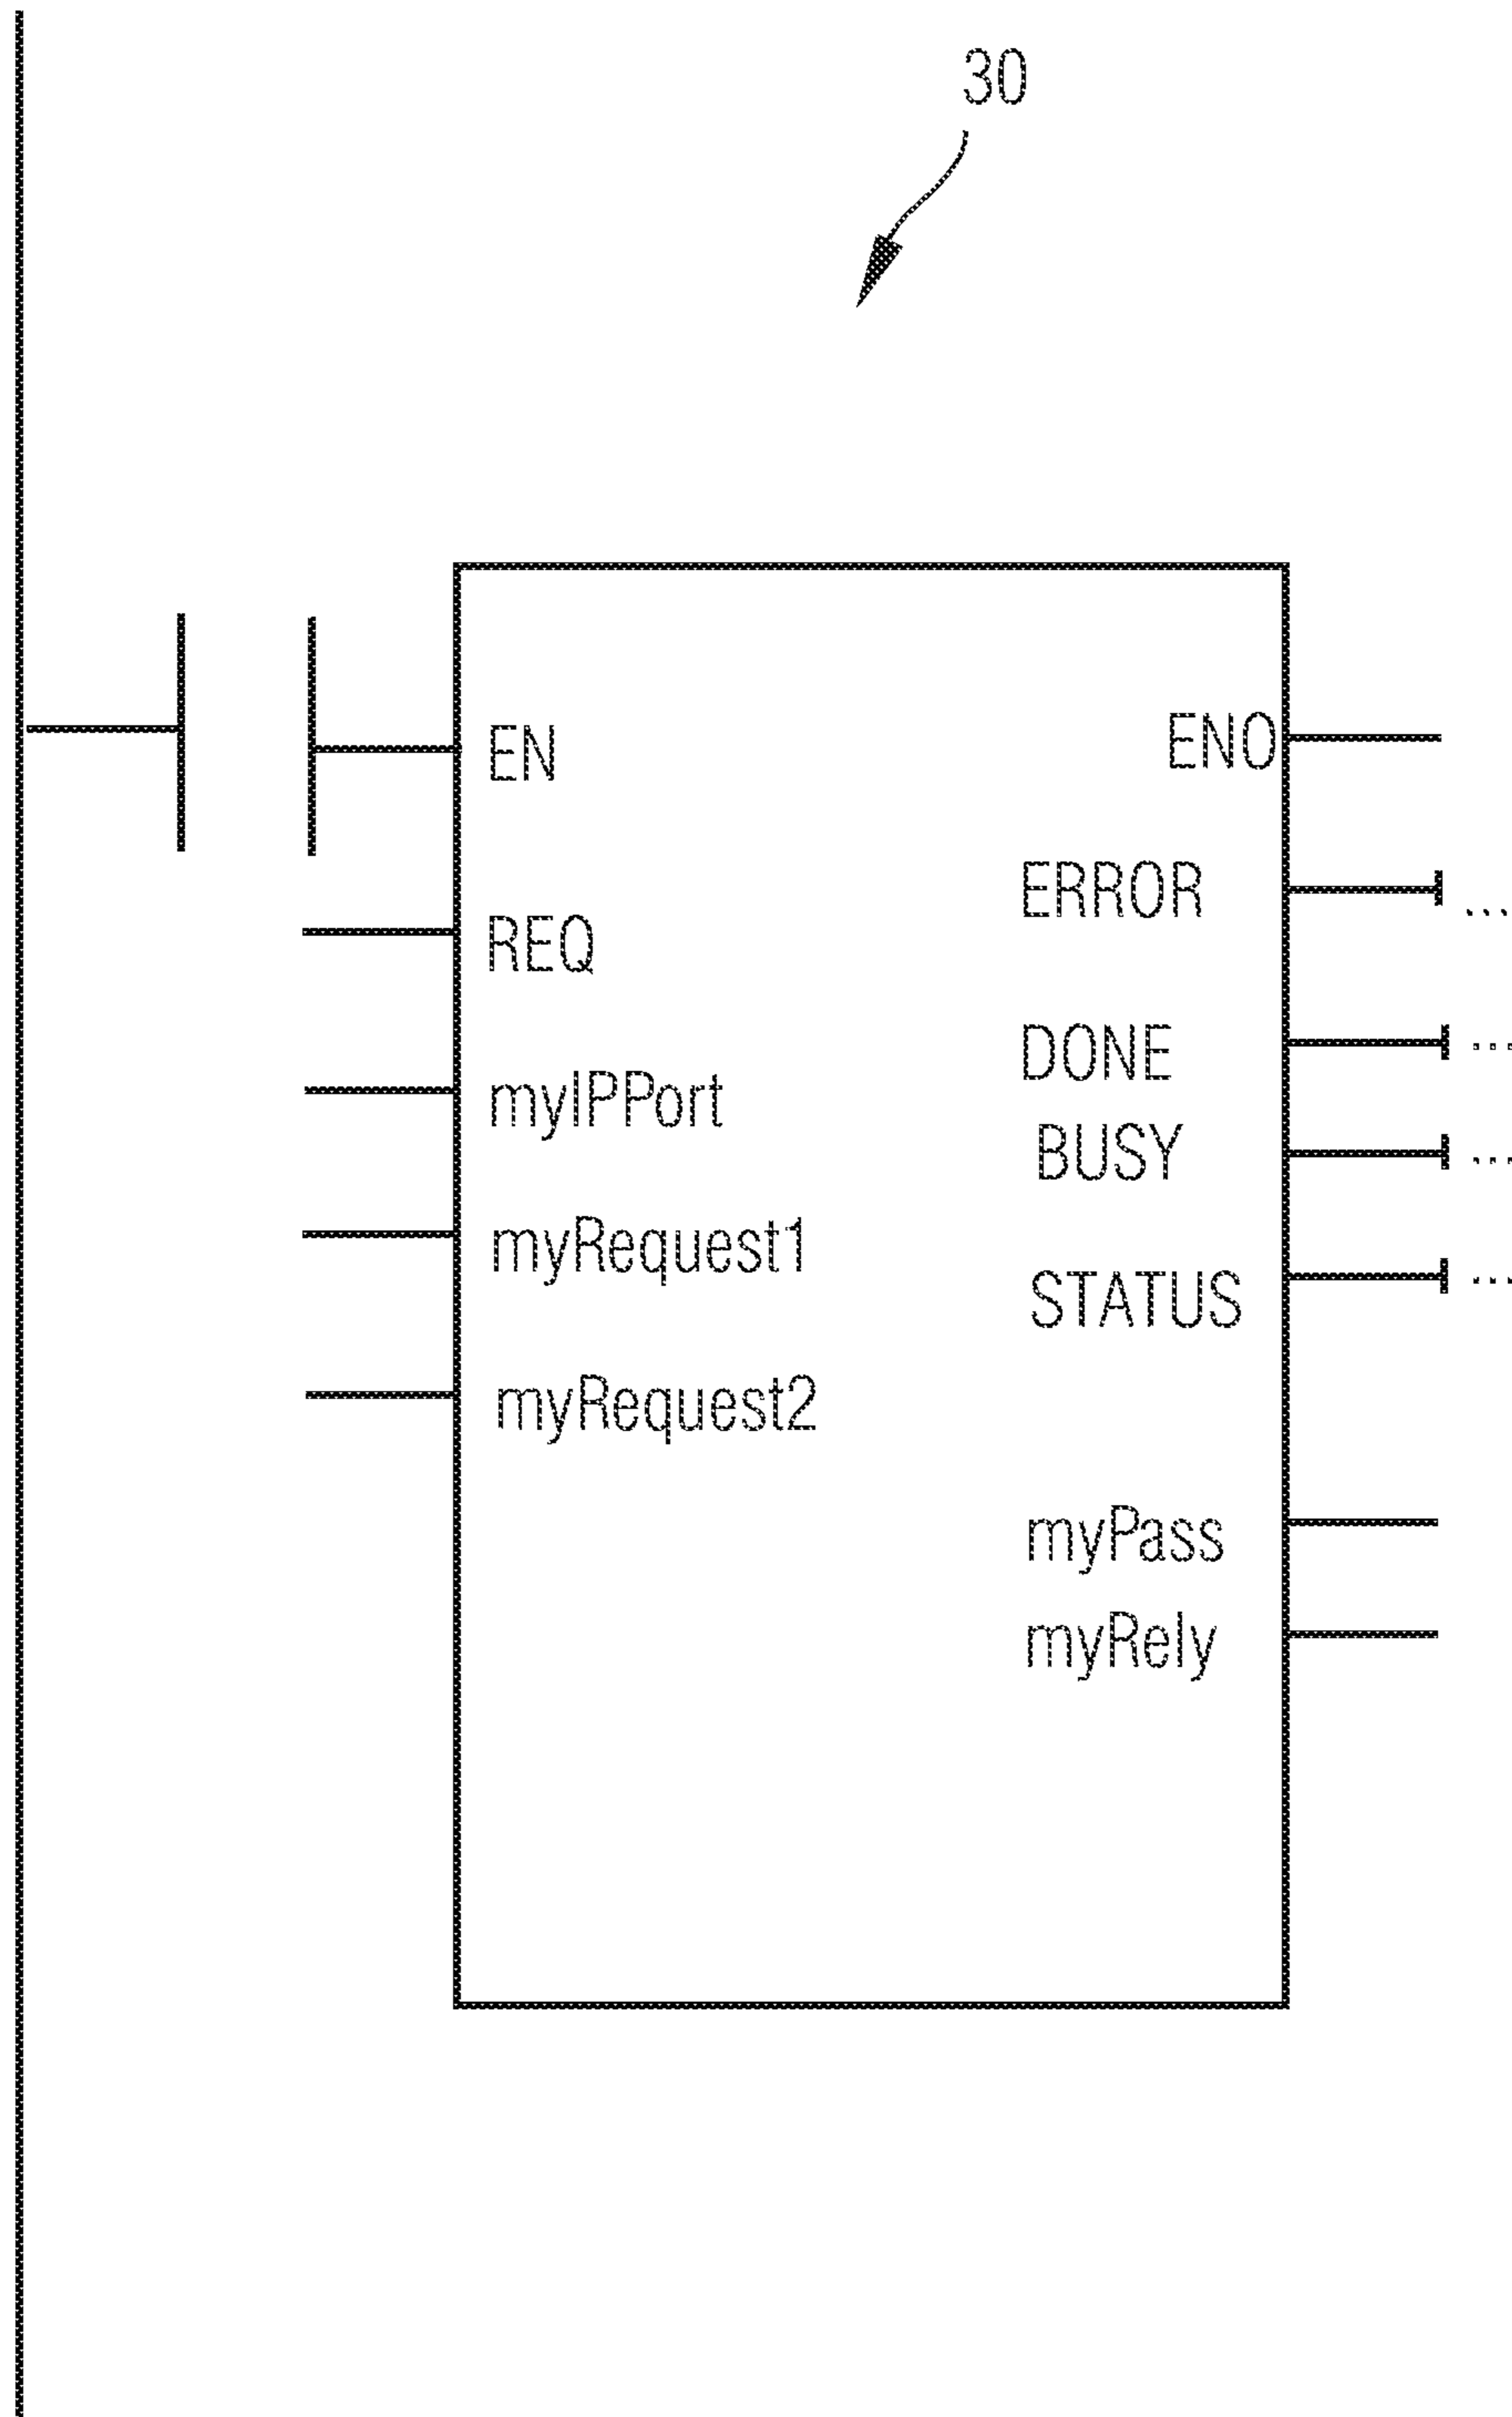 30
EN
ENO
ERROR
REQ
DONE
myIPPort
BUSY
myRequest1
STATUS
myRequest2
myPass
myRely